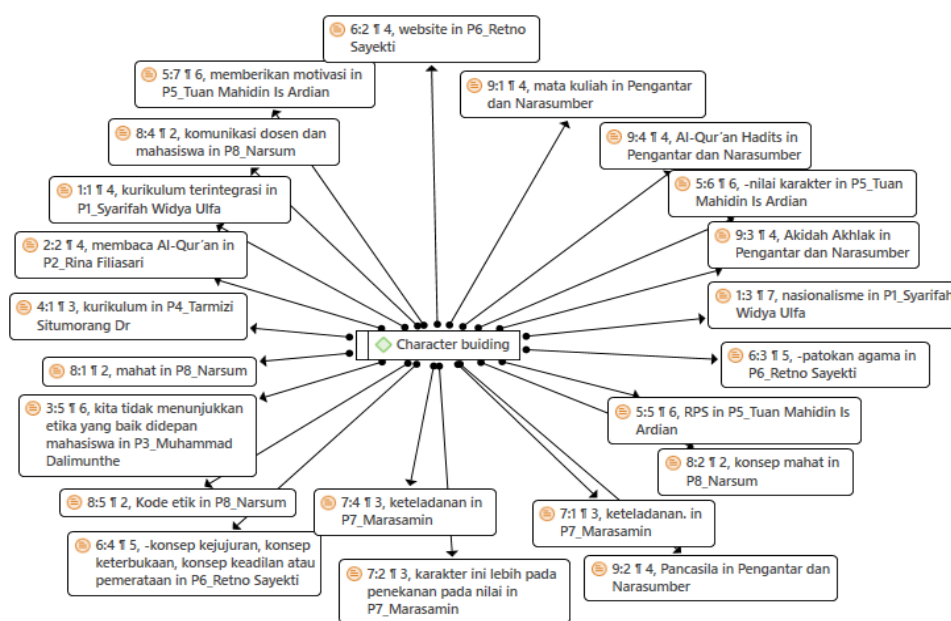 6:2 ¶ 4, website in P6_Retno
Sayekti
5:7 ¶ 6, memberikan motivasi in
P5_Tuan Mahidin Is Ardian
9:1 ¶ 4, mata kuliah in Pengantar
dan Narasumber
8:4 ¶ 2, komunikasi dosen dan
mahasiswa in P8_Narsum
9:4 ¶ 4, Al-Qur'an Hadits in
Pengantar dan Narasumber
1:1 ¶ 4, kurikulum terintegrasi in
P1_Syarifah Widya Ulfa
5:6 ¶ 6, -nilai karakter in P5_Tuan
Mahidin Is Ardian
2:2 ¶ 4, membaca Al-Qur'an in
P2_Rina Filiasari
9:3 ¶ 4, Akidah Akhlak in
Pengantar dan Narasumber
4:1 ¶ 3, kurikulum in P4_Tarmizi
Situmorang Dr
1:3 ¶ 7, nasionalisme in P1_Syarifah
Widya Ulfa
Character buiding
8:1 ¶ 2, mahat in P8_Narsum
6:3 ¶ 5, -patokan agama in
P6_Retno Sayekti
3:5 ¶ 6, kita tidak menunjukkan
etika yang baik didepan
mahasiswa in P3_Muhammad
Dalimunthe
5:5 ¶ 6, RPS in P5_Tuan Mahidin Is
Ardian
8:2 ¶ 2, konsep mahat in
P8_Narsum
8:5 ¶ 2, Kode etik in P8_Narsum
7:4 ¶ 3, keteladanan in
P7_Marasamin
7:1 ¶ 3, keteladanan. in
P7_Marasamin
6:4 ¶ 5, -konsep kejujuran, konsep
keterbukaan, konsep keadilan atau
pemerataan in P6_Retno Sayekti
7:2 ¶ 3, karakter ini lebih pada
penekanan pada nilai in
P7_Marasamin
9:2 ¶ 4, Pancasila in Pengantar dan
Narasumber